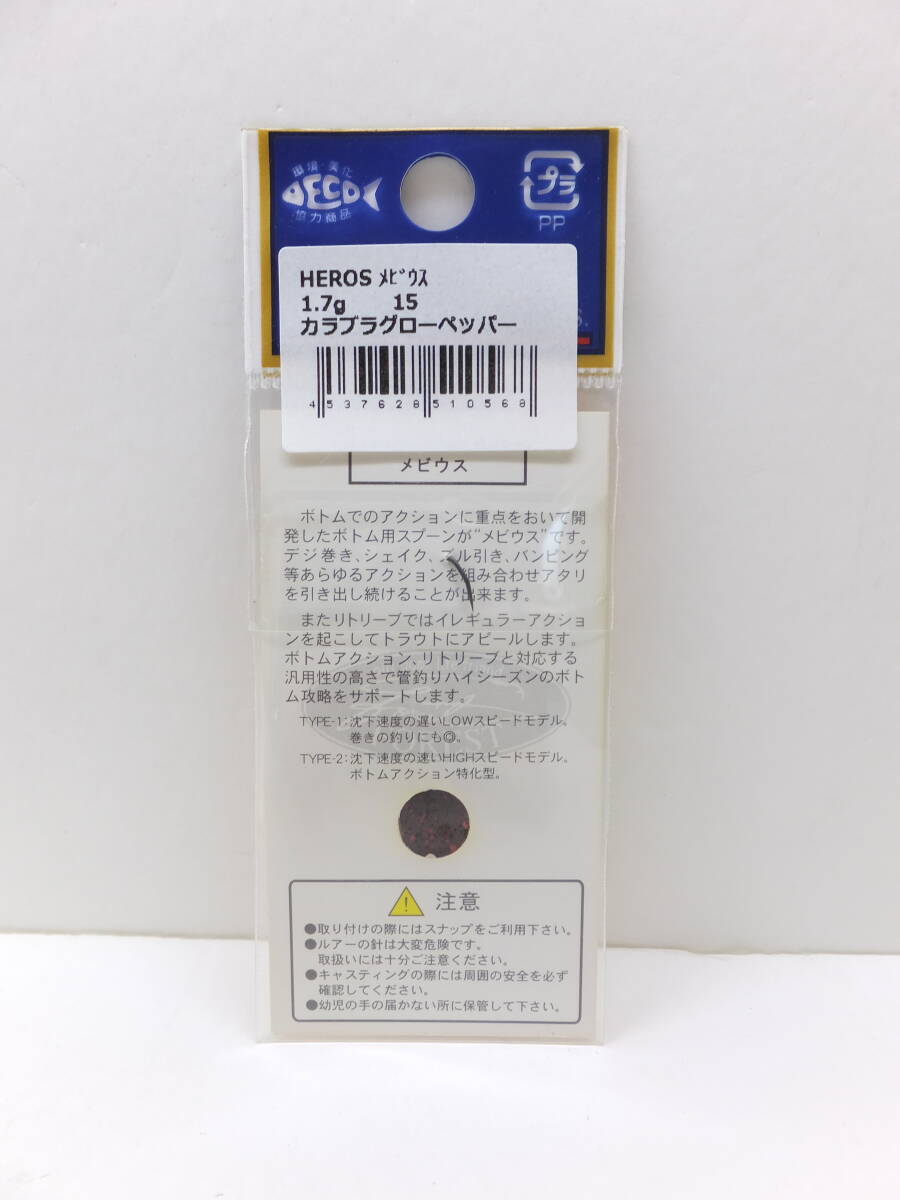 環境・美化
ECO
協力商品
プラ
PP
HEROS ﾒﾋﾞｳｽ
1.7g 15
カラブラグローペッパー
S.
4 537628 510568
メビウス
ボトムでのアクションに重点をおいて開
発したボトム用スプーンが“メビウス”です。
デジ巻き、シェイク、ズル引き、バンピング
等あらゆるアクションを組み合わせアタリ
を引き出し続けることが出来ます。
またリトリーブではイレギュラーアクショ
ンを起こしてトラウトにアピールします。
ボトムアクション、リトリーブと対応する
汎用性の高さで管釣りハイシーズンのボト
ム攻略をサポートします。
FOREST
TYPE-1：沈下速度の遅いLOWスピードモデル。
巻きの釣りにも◎。
TYPE-2：沈下速度の速いHIGHスピードモデル。
ボトムアクション特化型。
注意
●取り付けの際にはスナップをご利用下さい。
●ルアーの針は大変危険です。
取扱いには十分ご注意ください。
●キャスティングの際には周囲の安全を必ず
確認してください。
●幼児の手の届かない所に保管して下さい。